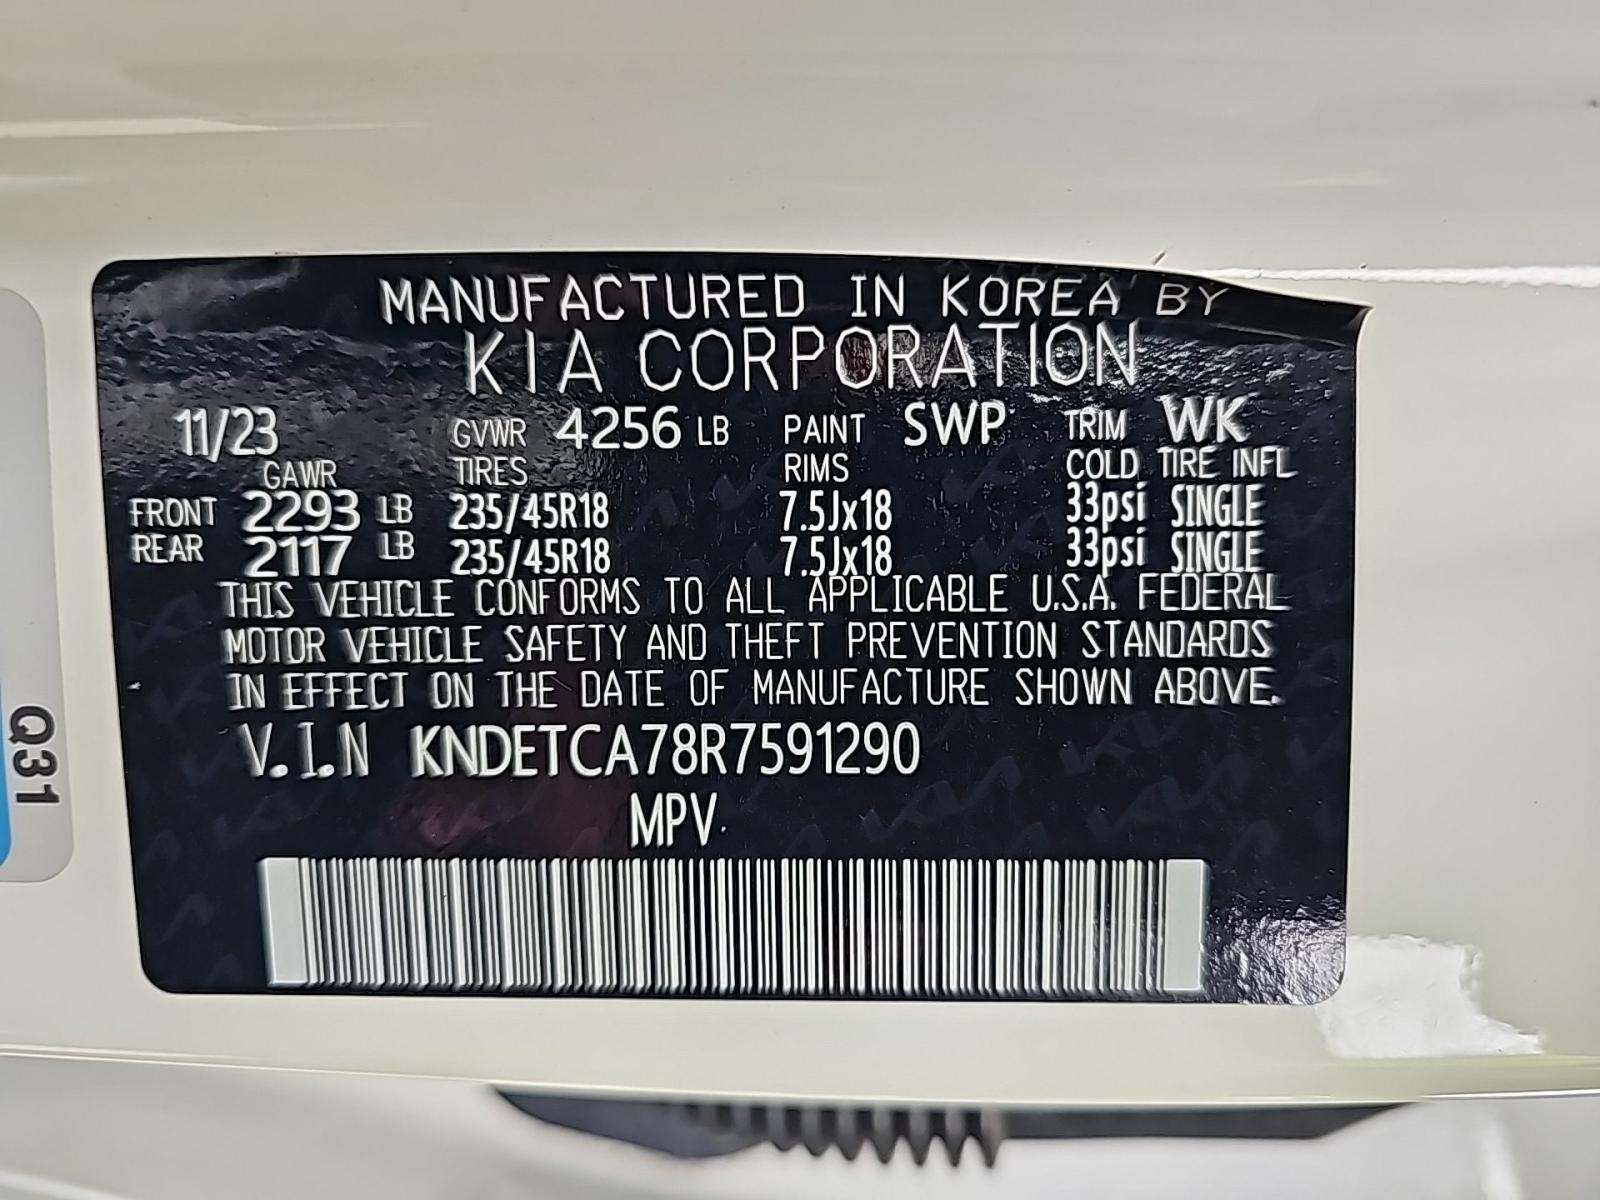 MANUFACTURED IN KOREA BY
KIA CORPORATION
11/23 GVWR 4256 LB PAINT SWP TRIM WK
GAWR TIRES RIMS COLD TIRE INFL
FRONT 2293 LB 235/45R18 7.5Jx18 33psi SINGLE
REAR 2117 LB 235/45R18 7.5Jx18 33psi SINGLE
THIS VEHICLE CONFORMS TO ALL APPLICABLE U.S.A. FEDERAL
MOTOR VEHICLE SAFETY AND THEFT PREVENTION STANDARDS
IN EFFECT ON THE DATE OF MANUFACTURE SHOWN ABOVE.
V.I.N KNDETCA78R7591290
MPV
Q31